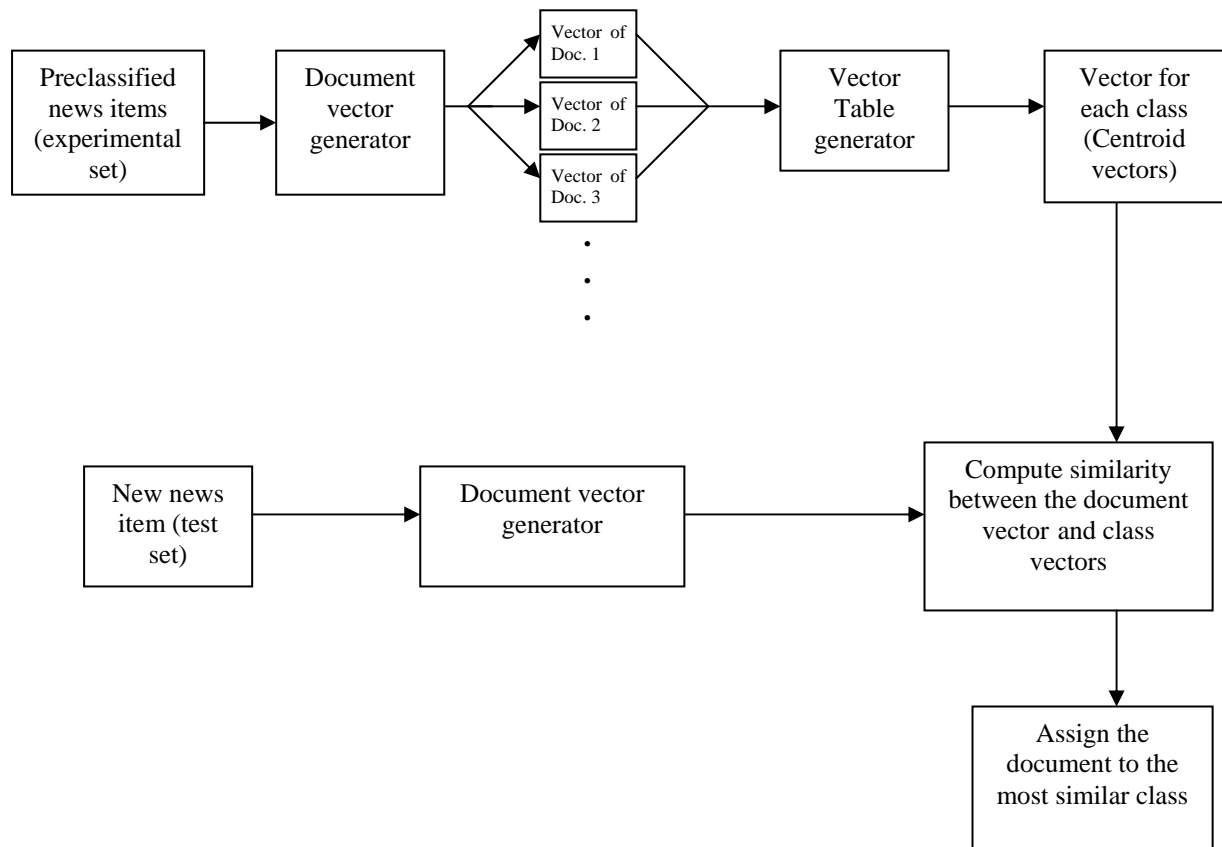 Preclassified
news items
(experimental
set)
Document
vector
generator
Vector of
Doc. 1
Vector of
Doc. 2
Vector of
Doc. 3
.
.
.
Vector
Table
generator
Vector for
each class
(Centroid
vectors)
New news
item (test
set)
Document vector
generator
Compute similarity
between the document
vector and class
vectors
Assign the
document to the
most similar class